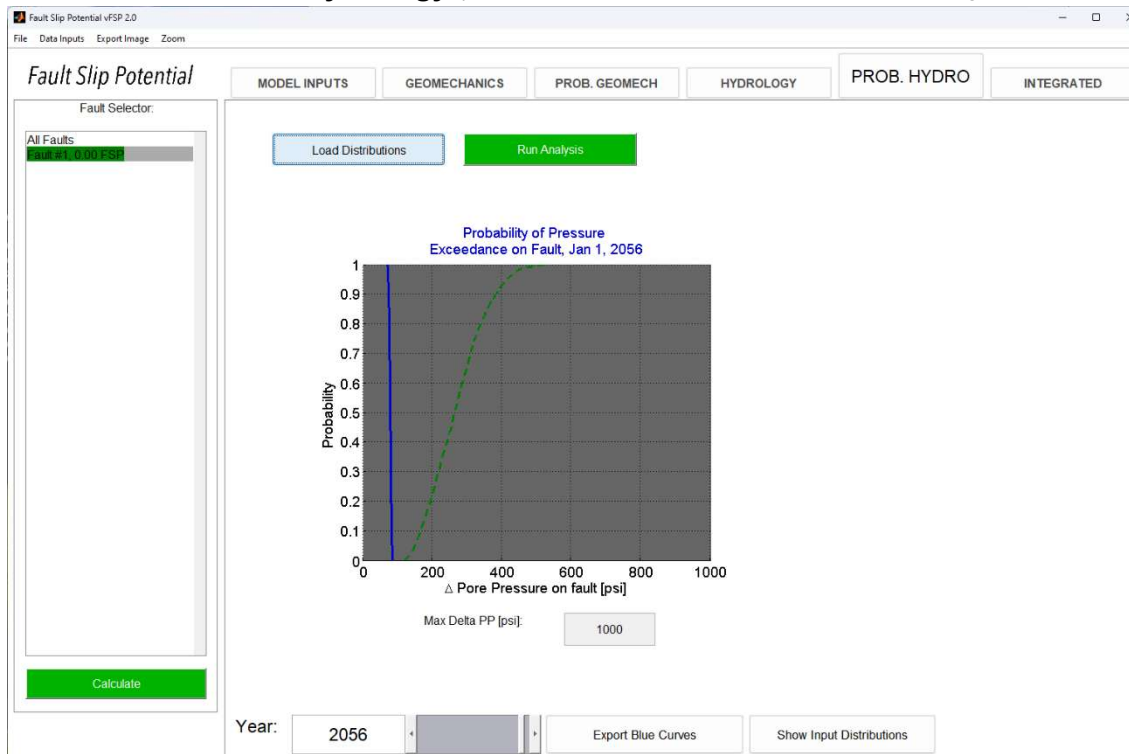 Fault Slip Potential vFSP 2.0
File Data Inputs Export Image Zoom
Fault Slip Potential
MODEL INPUTS GEOMECHANICS PROB. GEOMECH HYDROLOGY PROB. HYDRO INTEGRATED
Fault Selector:
All Faults
Fault #1, 0.00 FSP
Load Distributions Run Analysis
Probability of Pressure
Exceedance on Fault, Jan 1, 2056
1
0.9
0.8
0.7
0.6
0.5
0.4
0.3
0.2
0.1
0
Probability
0 200 400 600 800 1000
Δ Pore Pressure on fault [psi]
Max Delta PP [psi]: 1000
Calculate
Year: 2056 Export Blue Curves Show Input Distributions